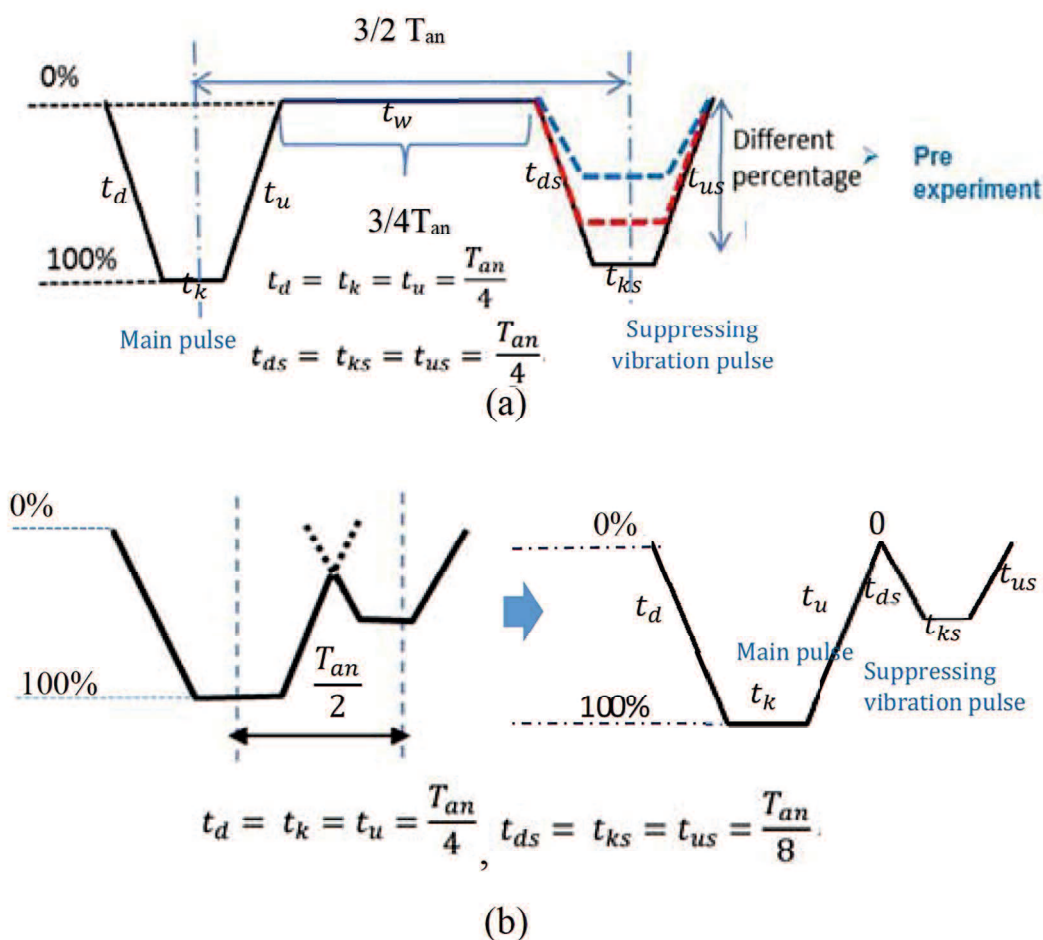 3/2 Tan
0%
tw
td
tu
tds
tus
Different
percentage
Pre
experiment
3/4Tan
100%
tk
tks
td = tk = tu = Tan/4
Main pulse
Suppressing
vibration pulse
tds = tks = tus = Tan/4
(a)
0%
100%
Tan/2
0%
0
td
tu
tds
tus
tks
Main pulse
Suppressing
vibration pulse
tk
100%
td = tk = tu = Tan/4, tds = tks = tus = Tan/8
(b)